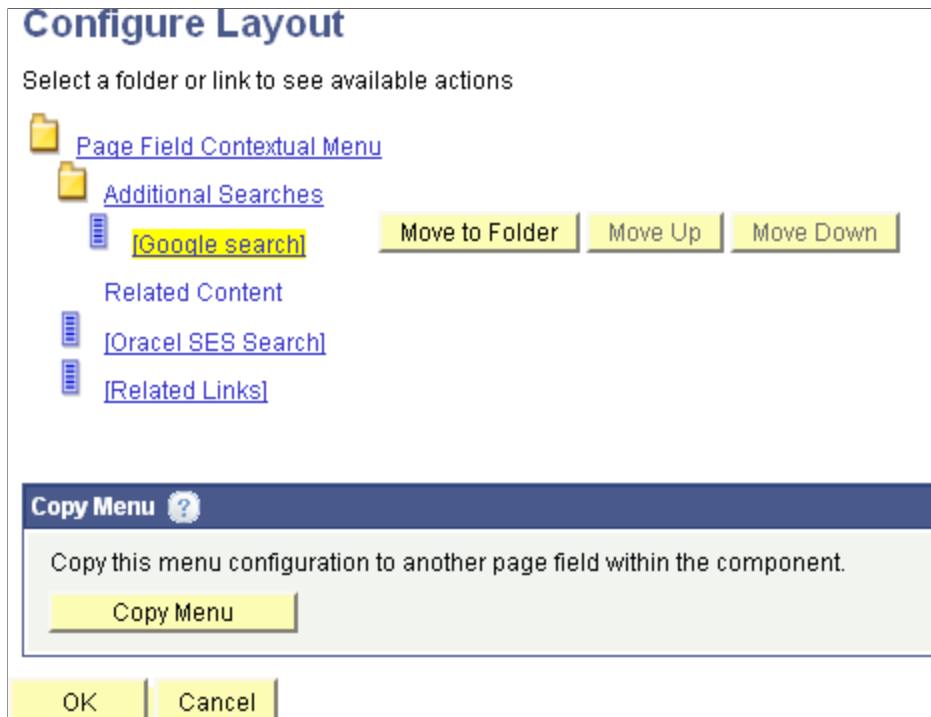 Configure Layout
Select a folder or link to see available actions
Page Field Contextual Menu
Additional Searches
[Google search] Move to Folder Move Up Move Down
Related Content
[Oracel SES Search]
[Related Links]
Copy Menu ?
Copy this menu configuration to another page field within the component.
Copy Menu
OK Cancel